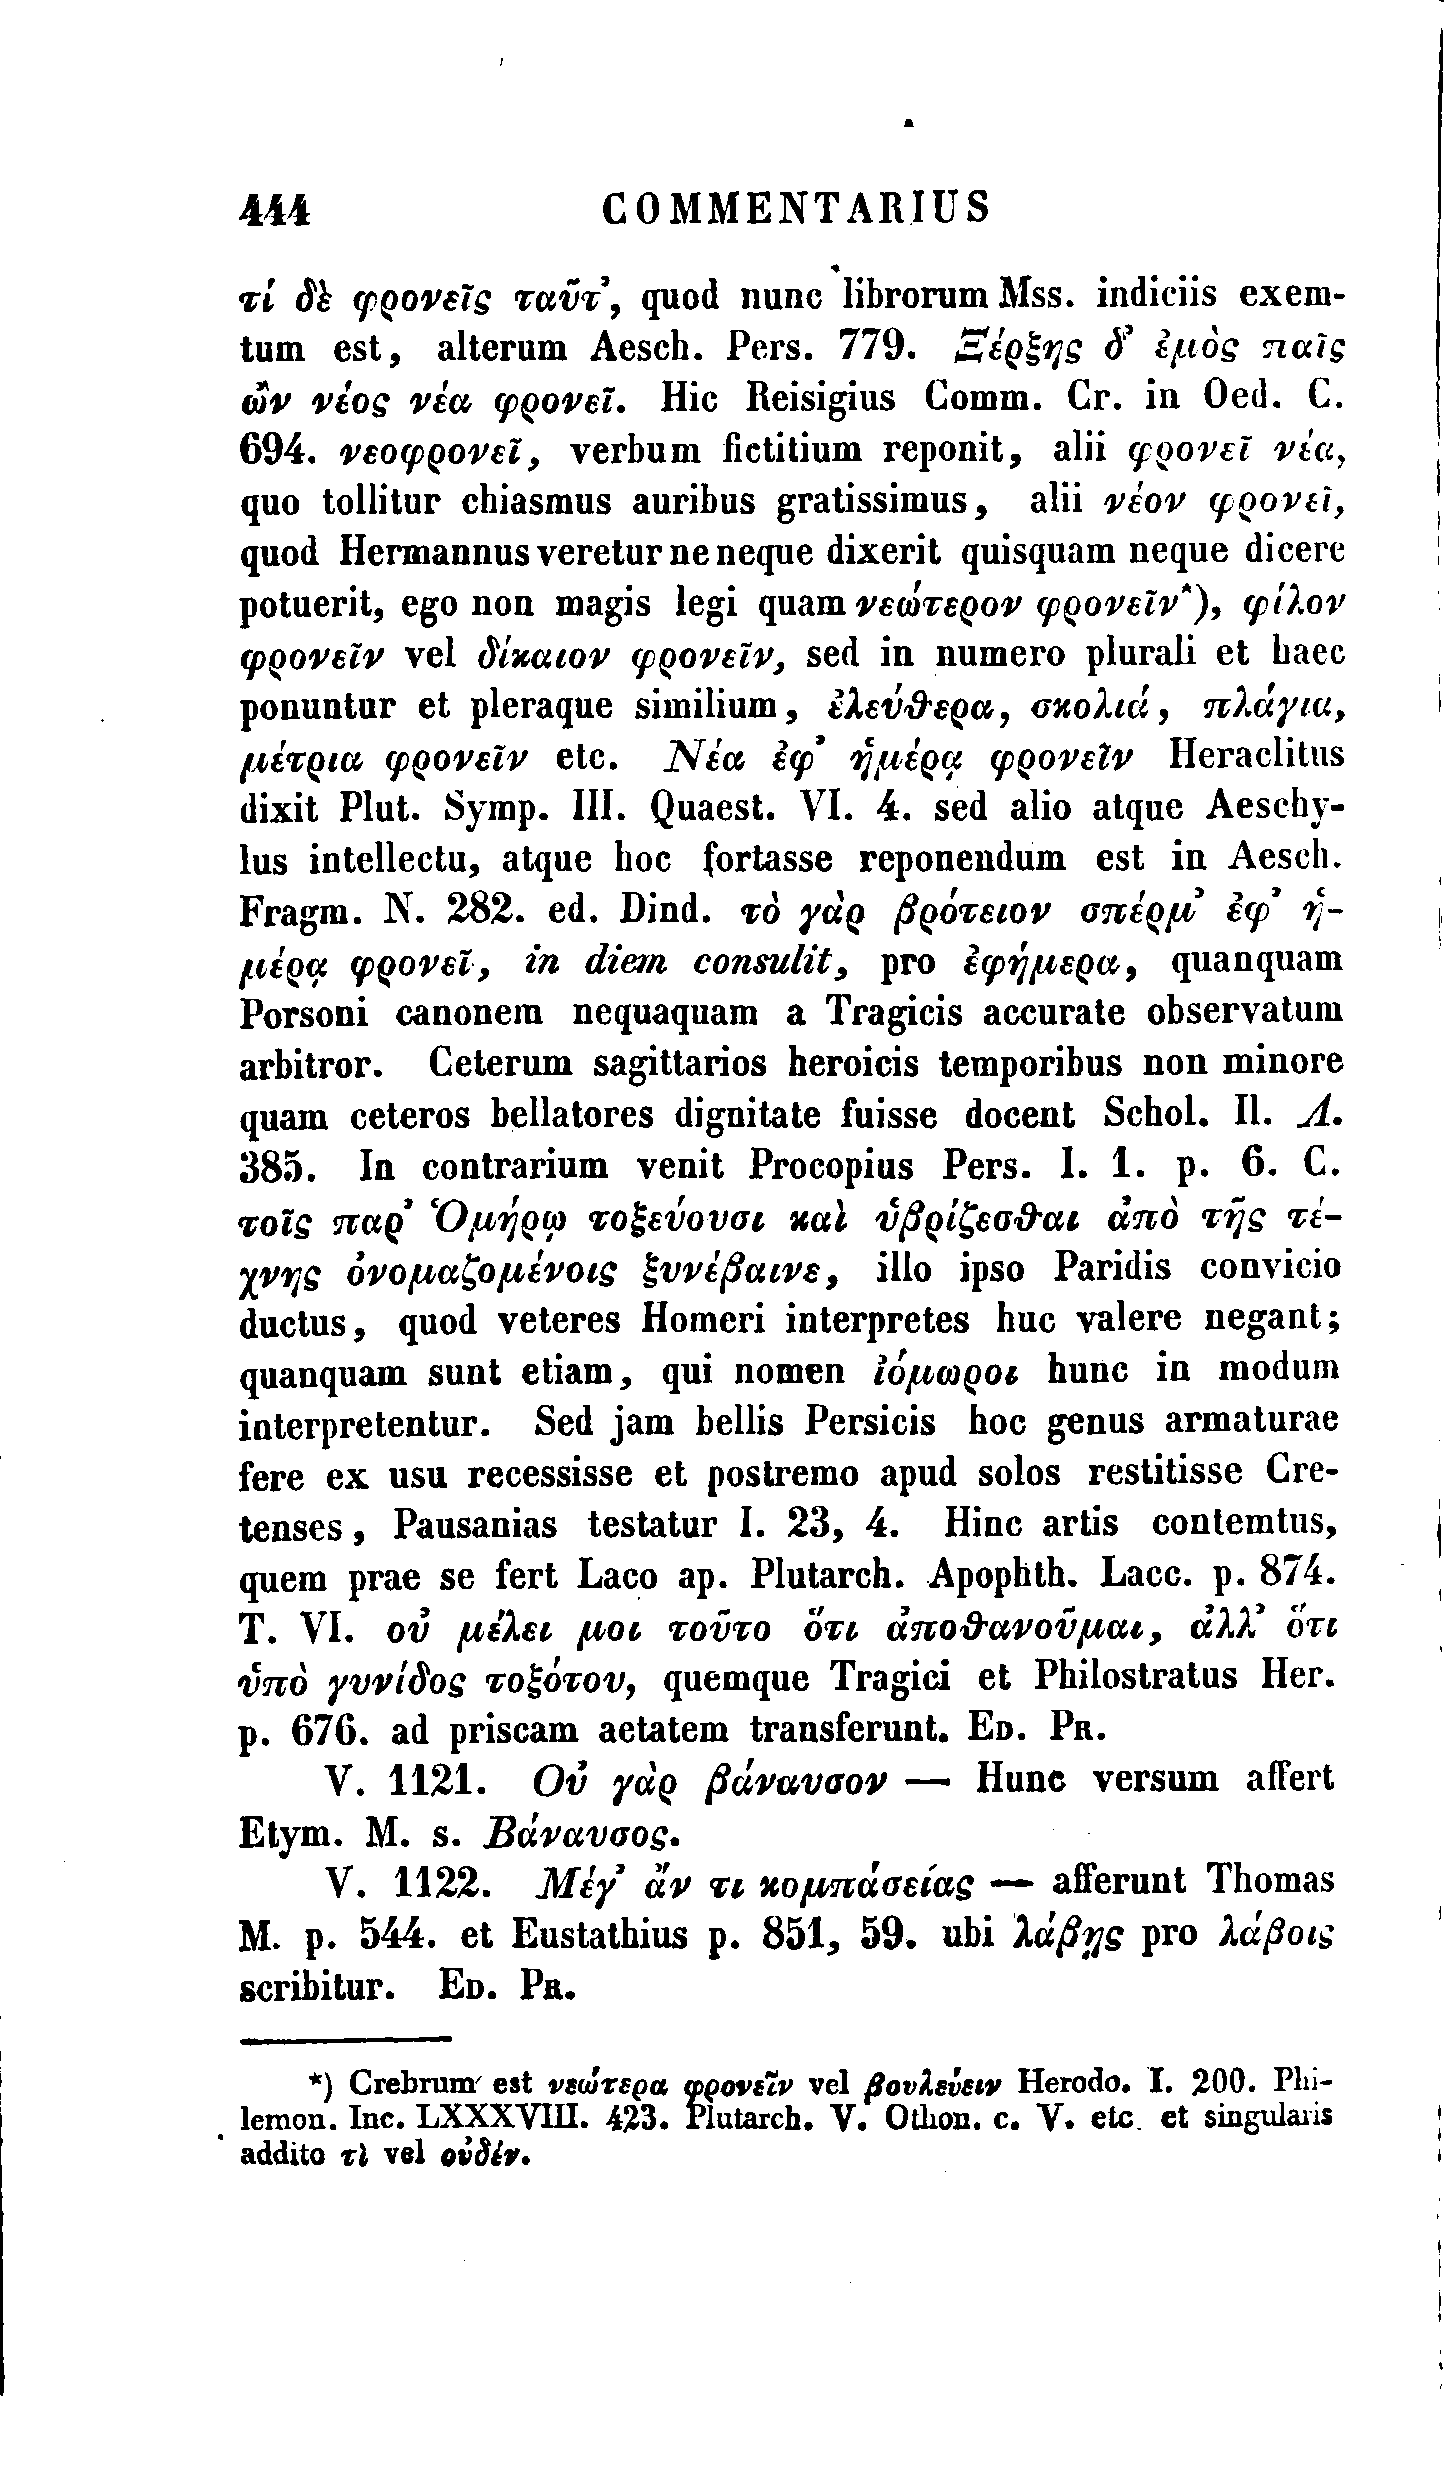 444 COMMENTARIUS
τί δὲ φρονεῖς ταῦτ᾽, quod nunc librorum Mss. indiciis exem-
tum est, alterum Aesch. Pers. 779. Ξέρξης δ᾽ ἐμὸς παῖς
ὢν νέος νέα φρονεῖ. Hic Reisigius Comm. Cr. in Oed. C.
694. νεοφρονεῖ, verbum fictitium reponit, alii φρονεῖ νέα,
quo tollitur chiasmus auribus gratissimus, alii νέον φρονεῖ,
quod Hermannus veretur ne neque dixerit quisquam neque dicere
potuerit, ego non magis legi quam νεώτερον φρονεῖν*), φίλον
φρονεῖν vel δίκαιον φρονεῖν, sed in numero plurali et haec
ponuntur et pleraque similium, ἐλεύθερα, σκολιά, πλάγια,
μέτρια φρονεῖν etc. Νέα ἐφ᾽ ἡμέρᾳ φρονεῖν Heraclitus
dixit Plut. Symp. III. Quaest. VI. 4. sed alio atque Aeschy-
lus intellectu, atque hoc fortasse reponendum est in Aesch.
Fragm. N. 282. ed. Dind. τὸ γὰρ βρότειον σπέρμ᾽ ἐφ᾽ ἡ-
μέρᾳ φρονεῖ, in diem consulit, pro ἐφήμερα, quanquam
Porsoni canonem nequaquam a Tragicis accurate observatum
arbitror. Ceterum sagittarios heroicis temporibus non minore
quam ceteros bellatores dignitate fuisse docent Schol. Il. Λ.
385. In contrarium venit Procopius Pers. I. 1. p. 6. C.
τοῖς παρ᾽ Ὁμήρῳ τοξεύουσι καὶ ὑβρίζεσθαι ἀπὸ τῆς τέ-
χνης ὀνομαζομένοις ξυνέβαινε, illo ipso Paridis convicio
ductus, quod veteres Homeri interpretes huc valere negant;
quanquam sunt etiam, qui nomen ἰόμωροι hunc in modum
interpretentur. Sed jam bellis Persicis hoc genus armaturae
fere ex usu recessisse et postremo apud solos restitisse Cre-
tenses, Pausanias testatur I. 23, 4. Hinc artis contemtus,
quem prae se fert Laco ap. Plutarch. Apophth. Lacc. p. 874.
T. VI. οὐ μέλει μοι τοῦτο ὅτι ἀποθανοῦμαι, ἀλλ᾽ ὅτι
ὑπὸ γυνίδος τοξότου, quemque Tragici et Philostratus Her.
p. 676. ad priscam aetatem transferunt. ED. PR.
V. 1121. Οὐ γὰρ βάναυσον — Hunc versum affert
Etym. M. s. Βάναυσος.
V. 1122. Μέγ᾽ ἄν τι κομπάσείας — afferunt Thomas
M. p. 544. et Eustathius p. 851, 59. ubi λάβῃς pro λάβοις
scribitur. ED. PR.
*) Crebrum est νεώτερα φρονεῖν vel βουλεύειν Herodo. I. 200. Phi-
lemon. Inc. LXXXVIII. 423. Plutarch. V. Othon. c. V. etc. et singularis
addito τὶ vel οὐδέν.